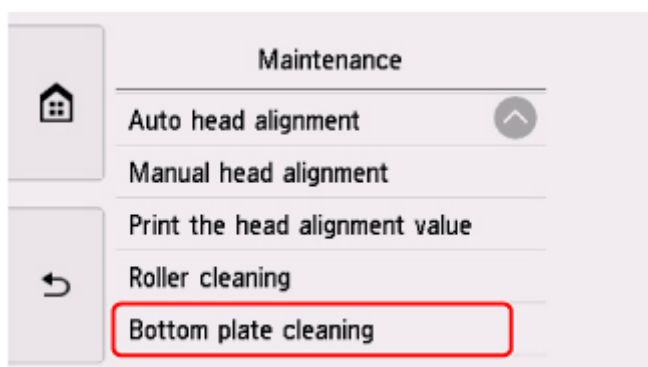 Maintenance
Auto head alignment
Manual head alignment
Print the head alignment value
Roller cleaning
Bottom plate cleaning